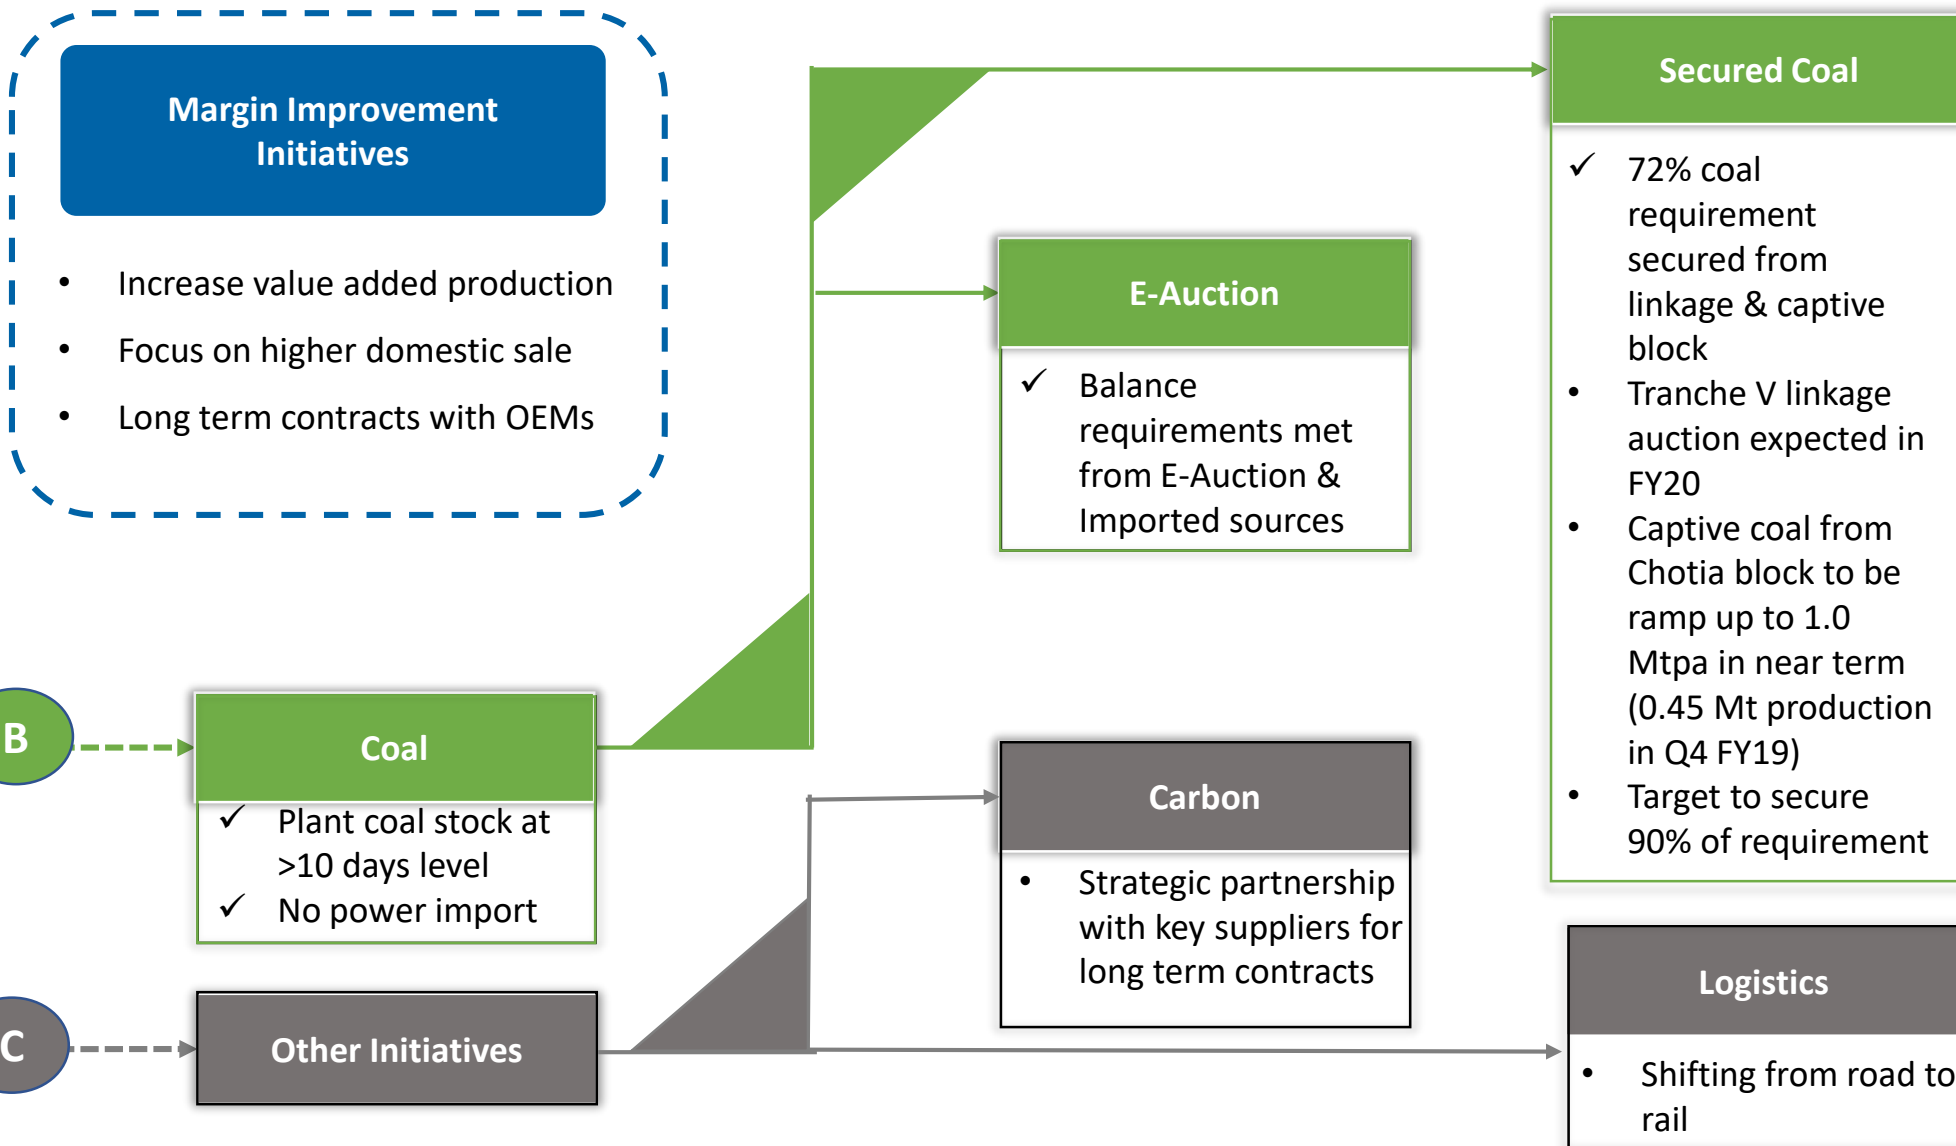 Margin Improvement
Initiatives
• Increase value added production
• Focus on higher domestic sale
• Long term contracts with OEMs
Secured Coal
✓ 72% coal
requirement
secured from
linkage & captive
block
• Tranche V linkage
auction expected in
FY20
• Captive coal from
Chotia block to be
ramp up to 1.0
Mtpa in near term
(0.45 Mt production
in Q4 FY19)
• Target to secure
90% of requirement
E-Auction
✓ Balance
requirements met
from E-Auction &
Imported sources
B
Coal
✓ Plant coal stock at
>10 days level
✓ No power import
Carbon
• Strategic partnership
with key suppliers for
long term contracts
C
Other Initiatives
Logistics
• Shifting from road to
rail